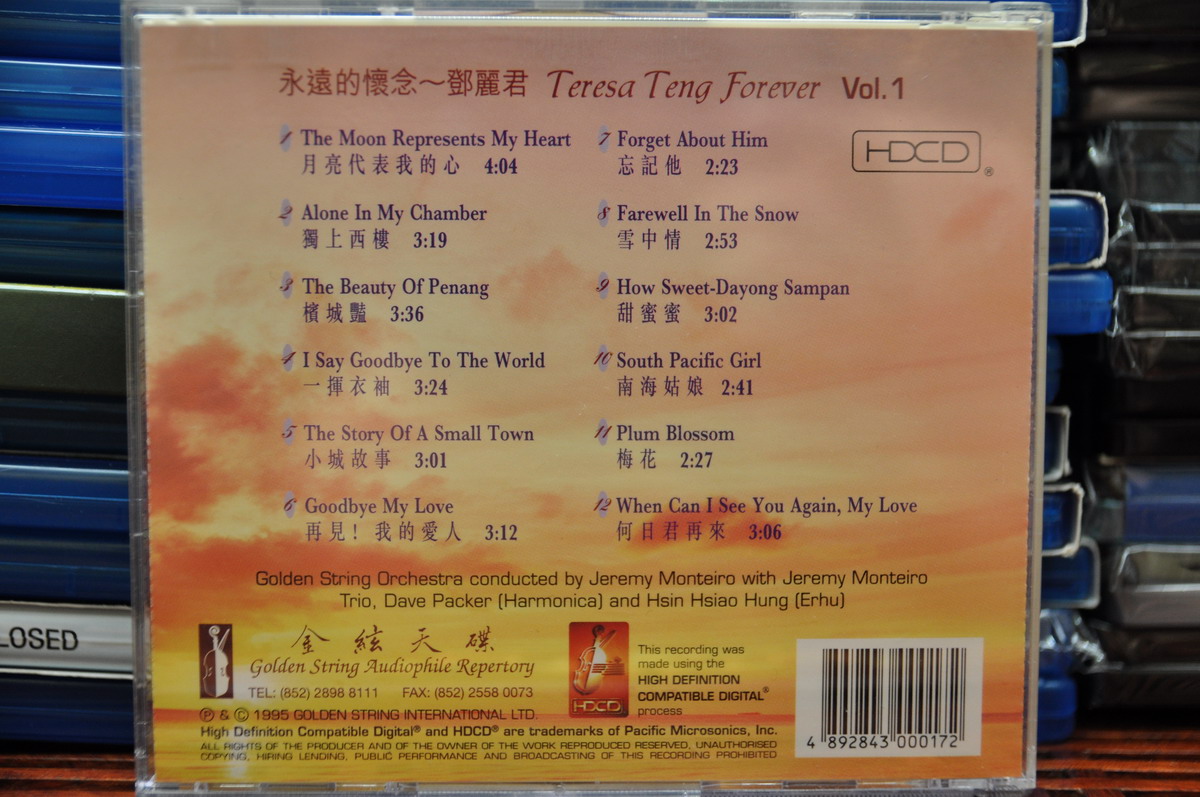 永遠的懷念～鄧麗君 Teresa Teng Forever Vol.1
1 The Moon Represents My Heart
月亮代表我的心 4:04
2 Alone In My Chamber
獨上西樓 3:19
3 The Beauty Of Penang
檳城豔 3:36
4 I Say Goodbye To The World
一揮衣袖 3:24
5 The Story Of A Small Town
小城故事 3:01
6 Goodbye My Love
再見！我的愛人 3:12
7 Forget About Him
忘記他 2:23
8 Farewell In The Snow
雪中情 2:53
9 How Sweet-Dayong Sampan
甜蜜蜜 3:02
10 South Pacific Girl
南海姑娘 2:41
11 Plum Blossom
梅花 2:27
12 When Can I See You Again, My Love
何日君再來 3:06
HDCD®
Golden String Orchestra conducted by Jeremy Monteiro with Jeremy Monteiro
Trio, Dave Packer (Harmonica) and Hsin Hsiao Hung (Erhu)
金絃天碟
Golden String Audiophile Repertory
TEL: (852) 2898 8111 FAX: (852) 2558 0073
HDCD
This recording was
made using the
HIGH DEFINITION
COMPATIBLE DIGITAL®
process
℗ & © 1995 GOLDEN STRING INTERNATIONAL LTD.
High Definition Compatible Digital® and HDCD® are trademarks of Pacific Microsonics, Inc.
ALL RIGHTS OF THE PRODUCER AND OF THE OWNER OF THE WORK REPRODUCED RESERVED, UNAUTHORISED
COPYING, HIRING LENDING, PUBLIC PERFORMANCE AND BROADCASTING OF THIS RECORDING PROHIBITED
4 892843 000172
LOSED